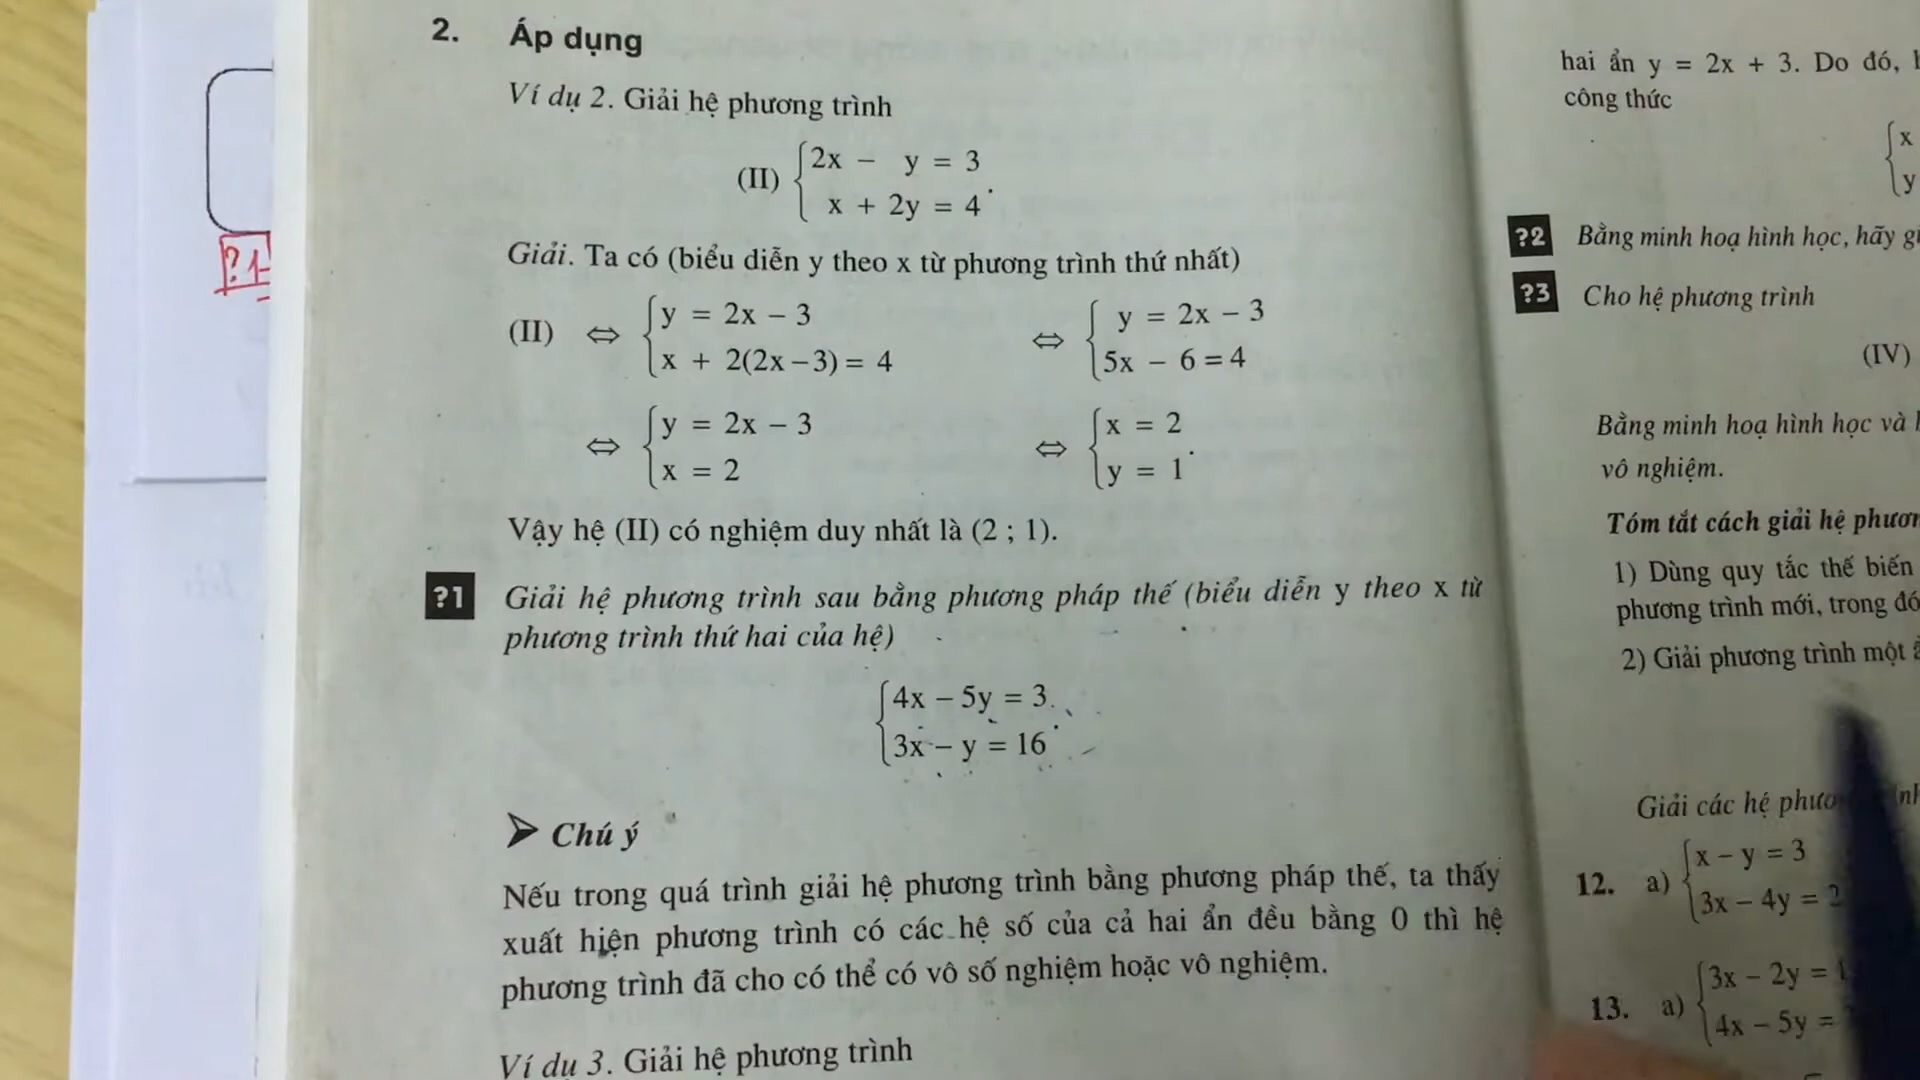 2. Áp dụng
Ví dụ 2. Giải hệ phương trình
(II) {2x − y = 3
x + 2y = 4.
Giải. Ta có (biểu diễn y theo x từ phương trình thứ nhất)
(II) ⇔ {y = 2x − 3 ⇔ {y = 2x − 3
x + 2(2x − 3) = 4 5x − 6 = 4
⇔ {y = 2x − 3 ⇔ {x = 2
x = 2 y = 1.
Vậy hệ (II) có nghiệm duy nhất là (2 ; 1).
?1 Giải hệ phương trình sau bằng phương pháp thế (biểu diễn y theo x từ
phương trình thứ hai của hệ)
{4x − 5y = 3
3x − y = 16.
➢ Chú ý
Nếu trong quá trình giải hệ phương trình bằng phương pháp thế, ta thấy
xuất hiện phương trình có các hệ số của cả hai ẩn đều bằng 0 thì hệ
phương trình đã cho có thể có vô số nghiệm hoặc vô nghiệm.
Ví dụ 3. Giải hệ phương trình
?1
hai ẩn y = 2x + 3. Do đó,
công thức
{x
y
?2 Bằng minh hoạ hình học, hãy
?3 Cho hệ phương trình
(IV)
Bằng minh hoạ hình học và
vô nghiệm.
Tóm tắt cách giải hệ
1) Dùng quy tắc thế biến
phương trình mới, trong đó
2) Giải phương trình một
Giải các hệ
12. a) {x − y = 3
3x − 4y = 2
13. a) {3x − 2y =
4x − 5y =